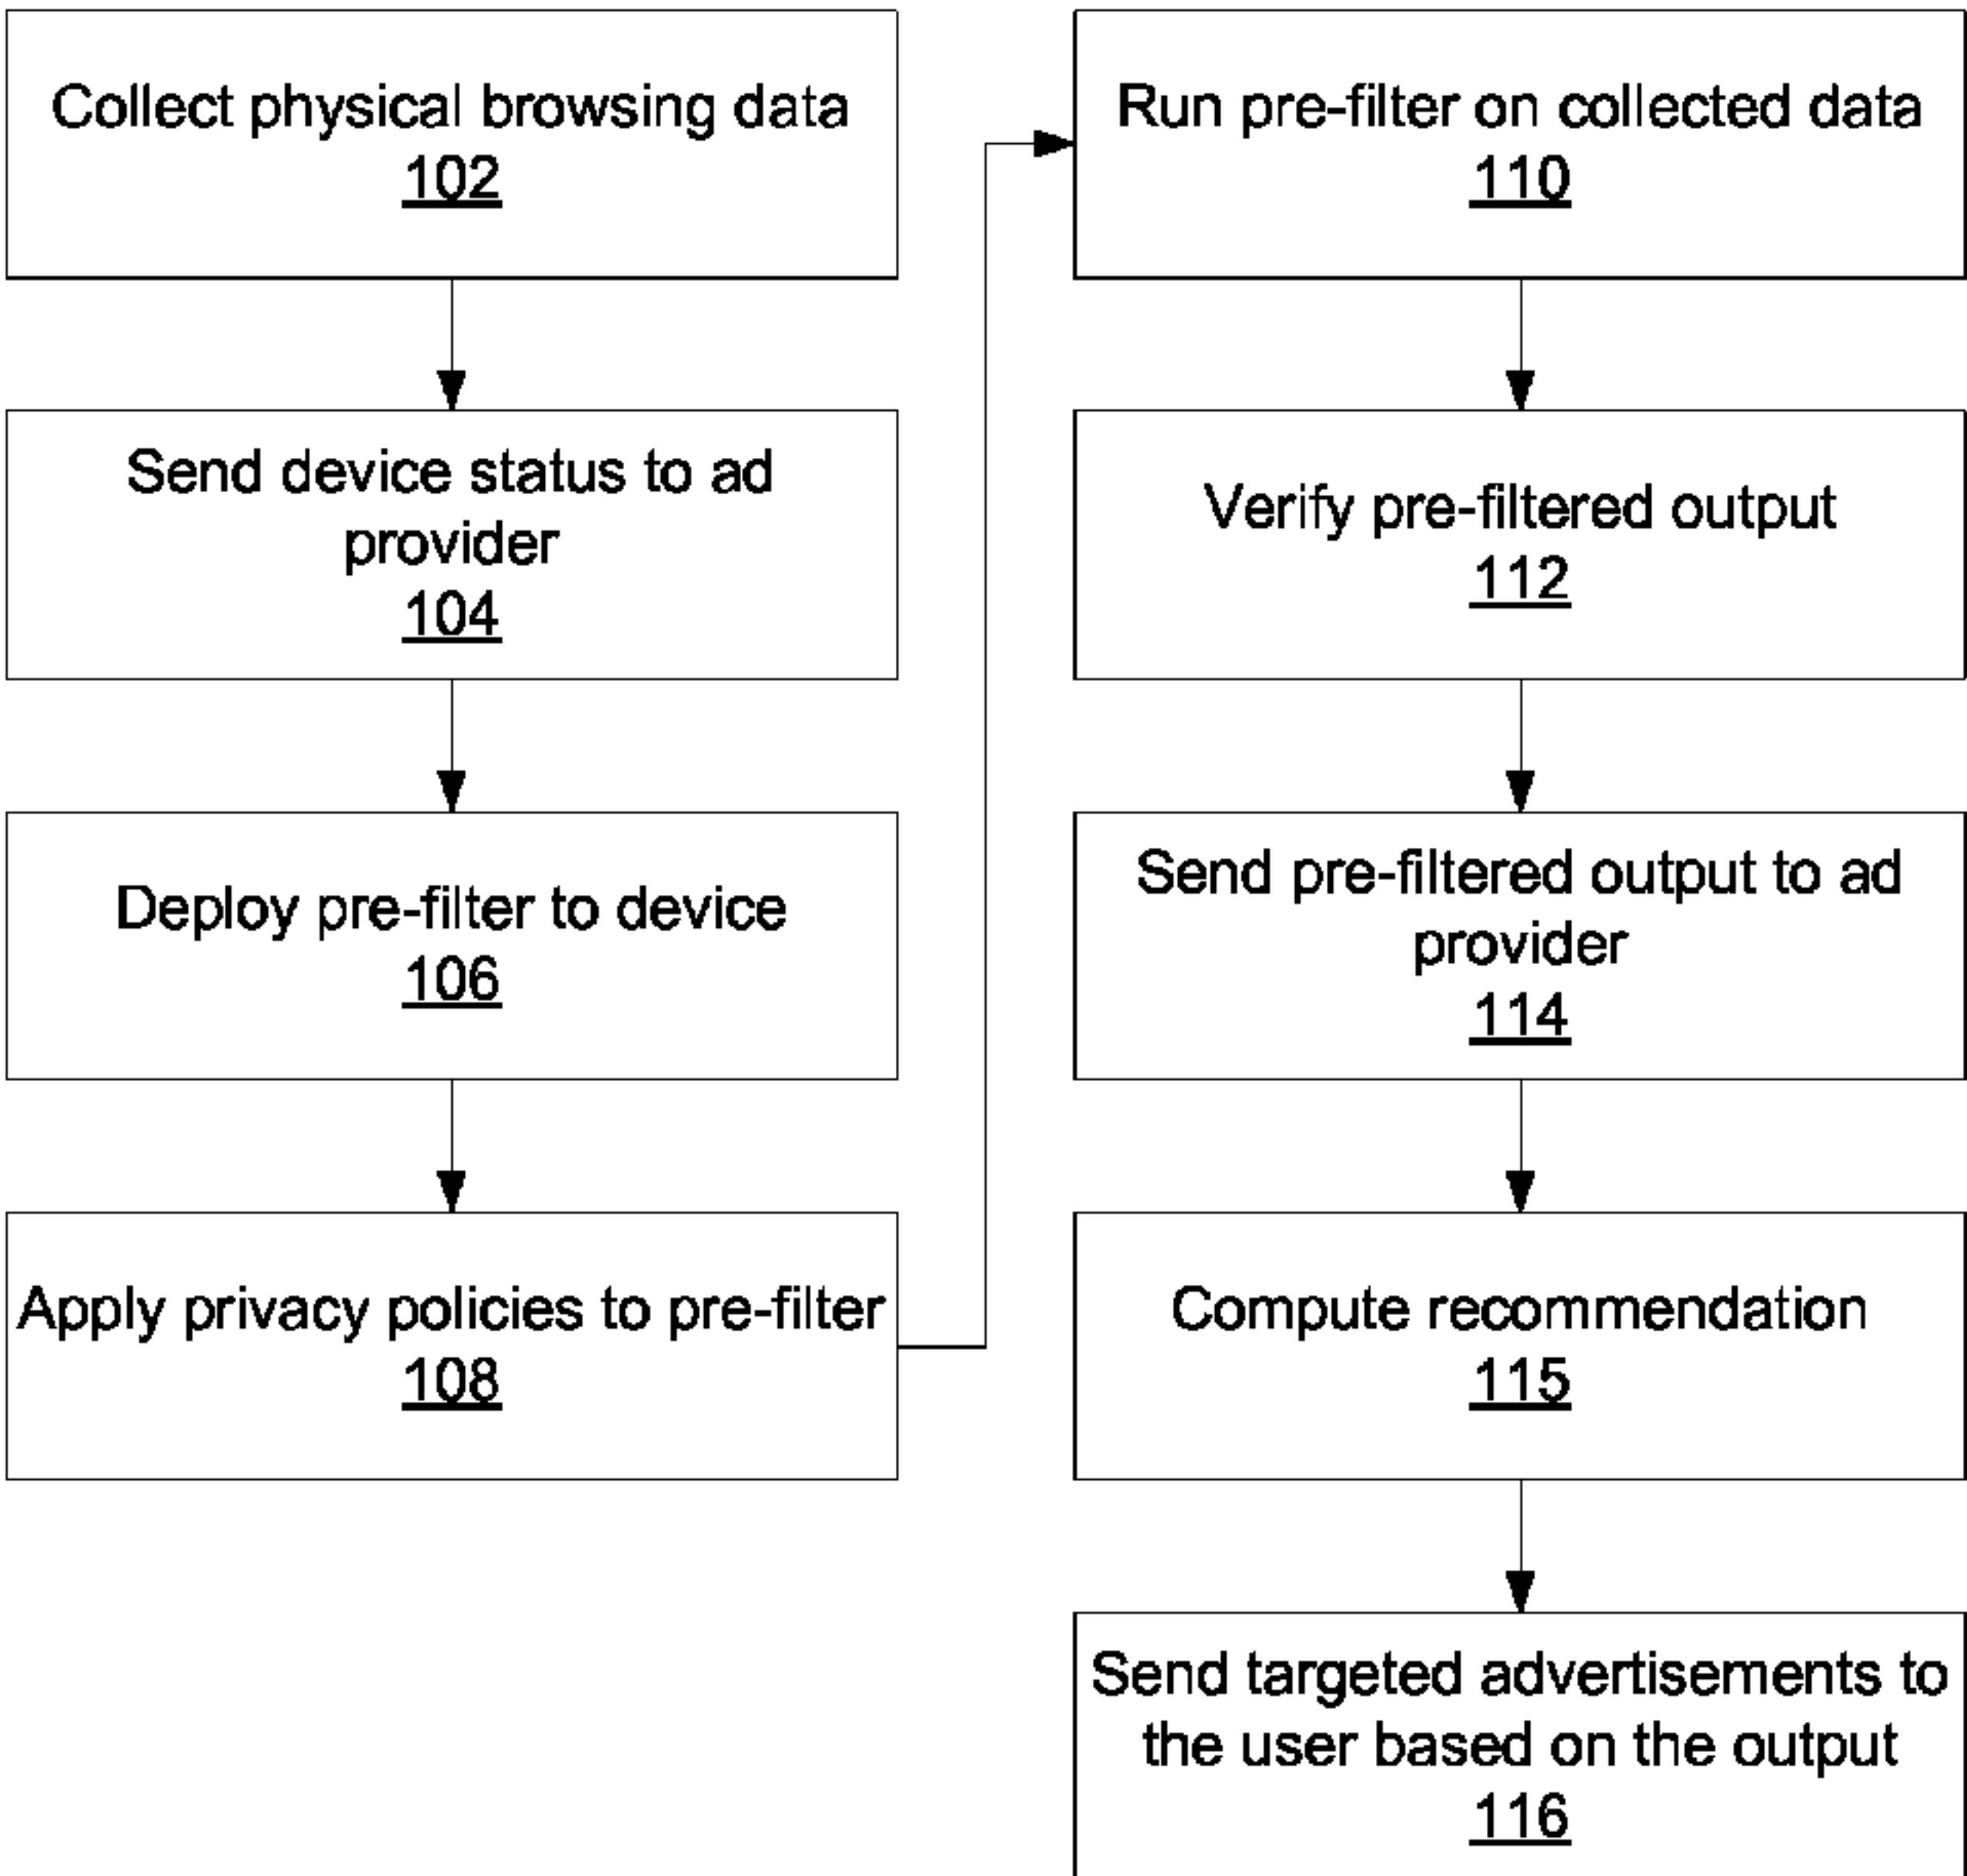 Collect physical browsing data
102
Send device status to ad
provider
104
Deploy pre-filter to device
106
Apply privacy policies to pre-filter
108
Run pre-filter on collected data
110
Verify pre-filtered output
112
Send pre-filtered output to ad
provider
114
Compute recommendation
115
Send targeted advertisements to
the user based on the output
116